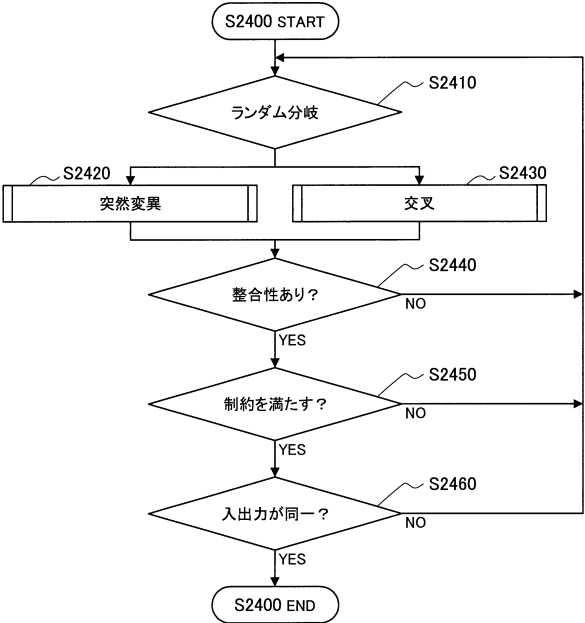 S2400 START
S2410
ランダム分岐
S2420
S2430
突然変異
交叉
S2440
整合性あり？
NO
YES
S2450
制約を満たす？
NO
YES
S2460
入出力が同一？
NO
YES
S2400 END